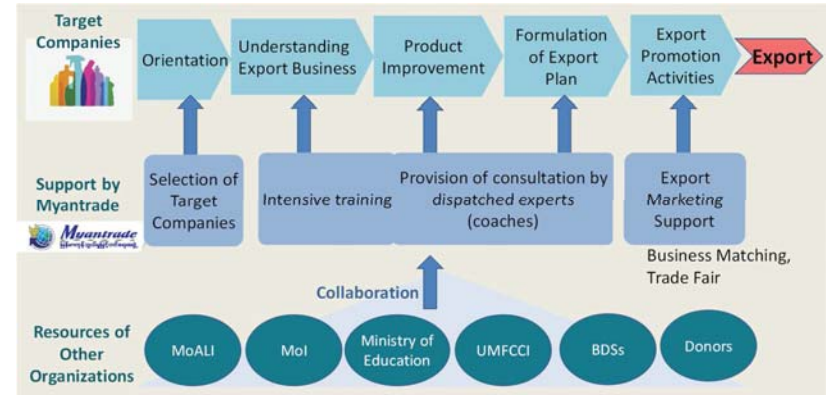 Target
Companies
Orientation
Understanding
Export Business
Product
Improvement
Formulation
of Export
Plan
Export
Promotion
Activities
Export
Support by
Myantrade
Myantrade
Selection of
Target
Companies
Intensive training
Provision of consultation by
dispatched experts
(coaches)
Export
Marketing
Support
Business Matching,
Trade Fair
Collaboration
Resources of
Other
Organizations
MoALI
MoI
Ministry of
Education
UMFCCI
BDSs
Donors